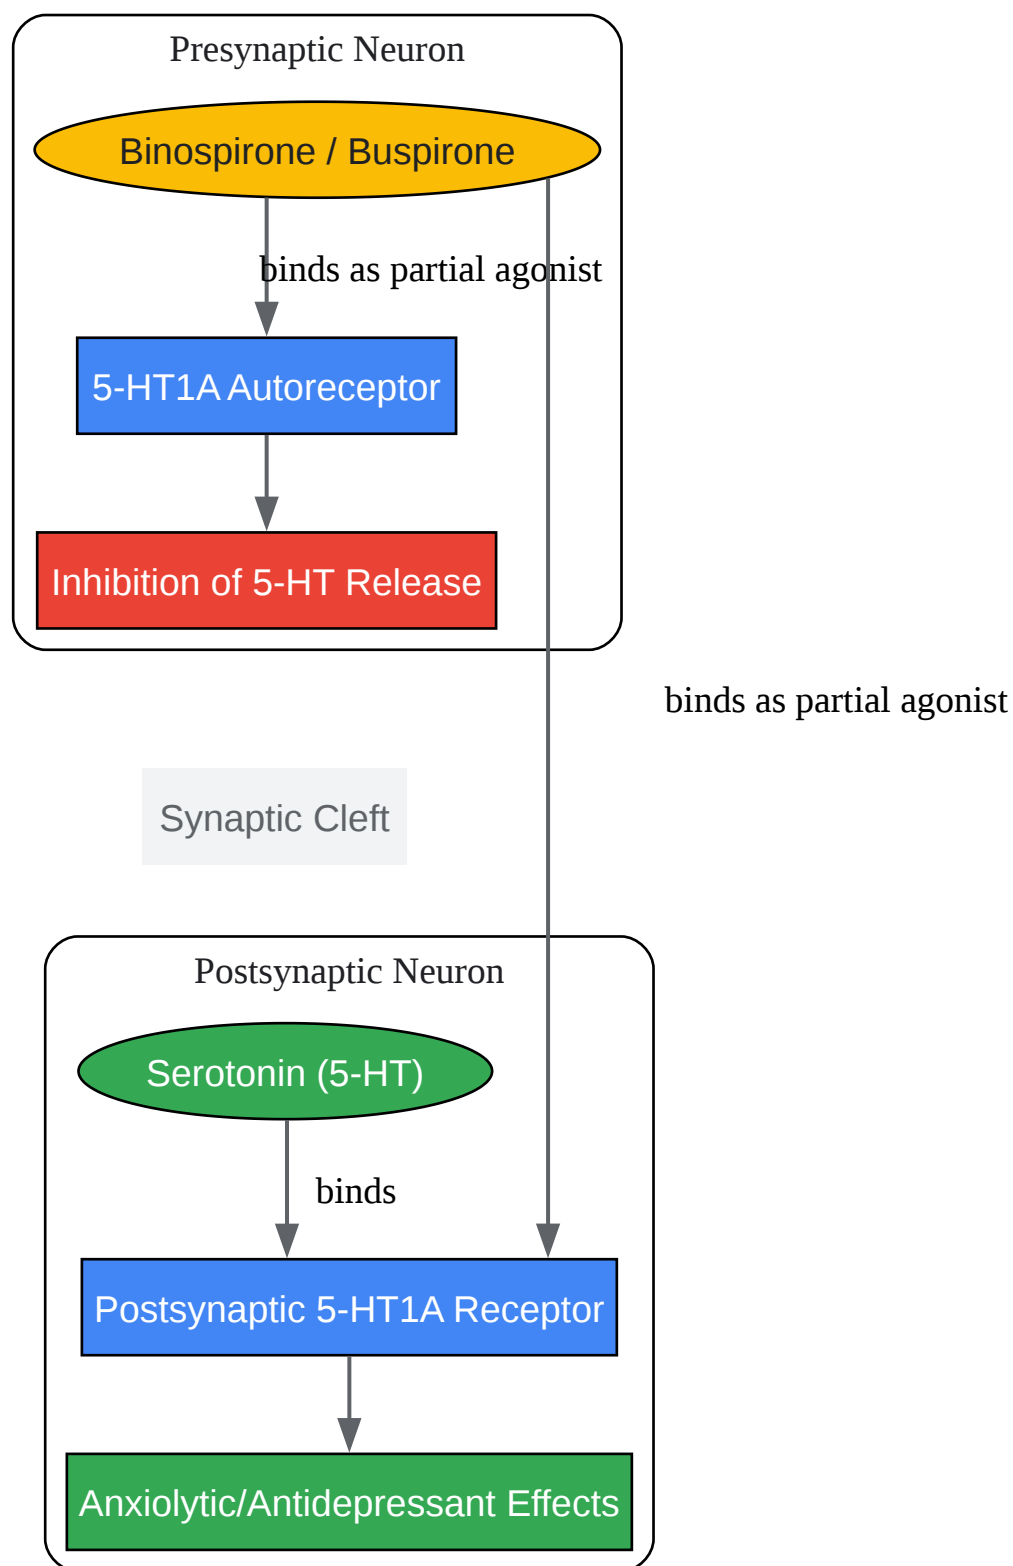 Presynaptic Neuron
Binospirone / Buspirone
binds as partial agonist
5-HT1A Autoreceptor
Inhibition of 5-HT Release
binds as partial agonist
Synaptic Cleft
Postsynaptic Neuron
Serotonin (5-HT)
binds
Postsynaptic 5-HT1A Receptor
Anxiolytic/Antidepressant Effects